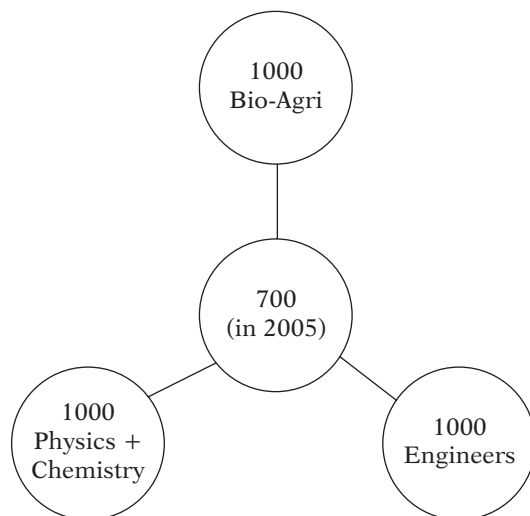 1000
Bio-Agri
700
(in 2005)
1000
Physics +
Chemistry
1000
Engineers